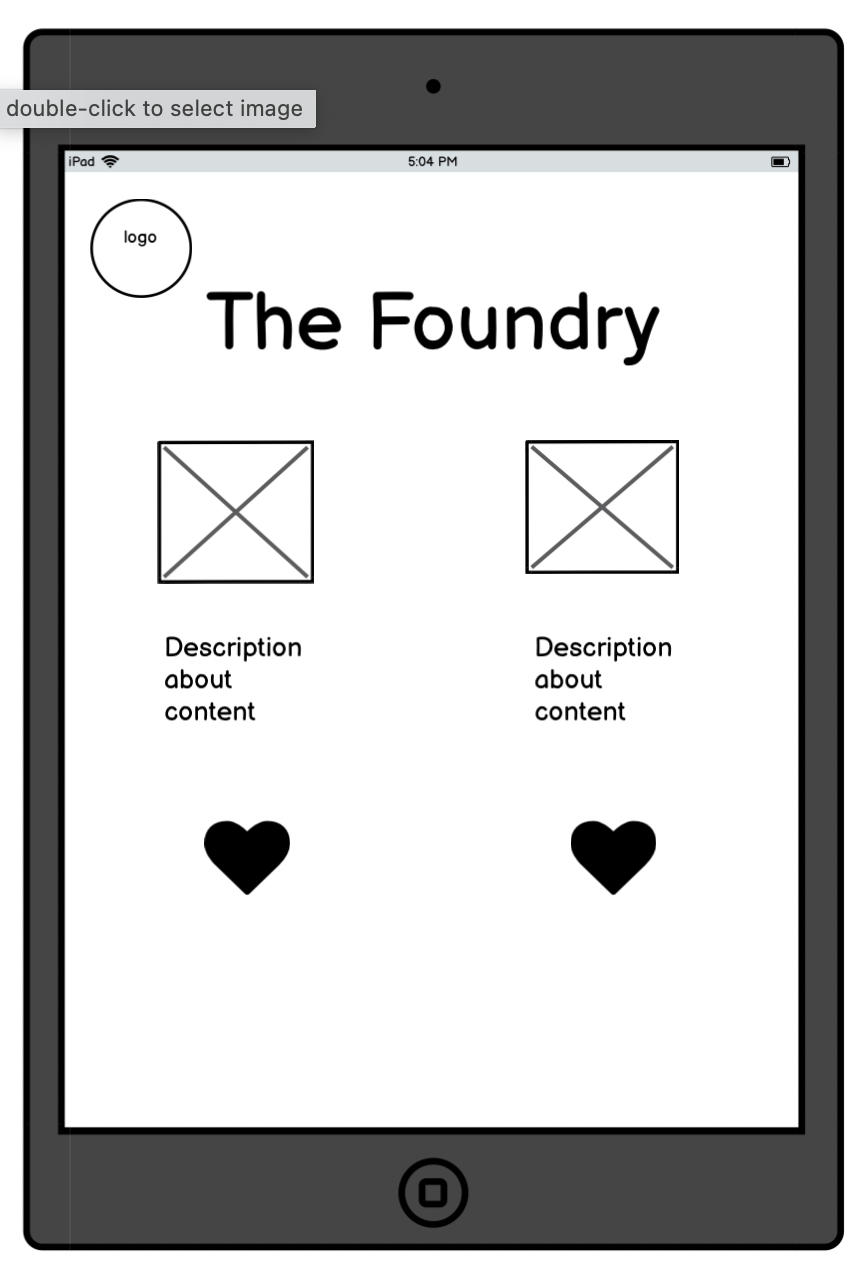 double-click to select image
iPad 5:04 PM
logo
The Foundry
Description
about
content
Description
about
content